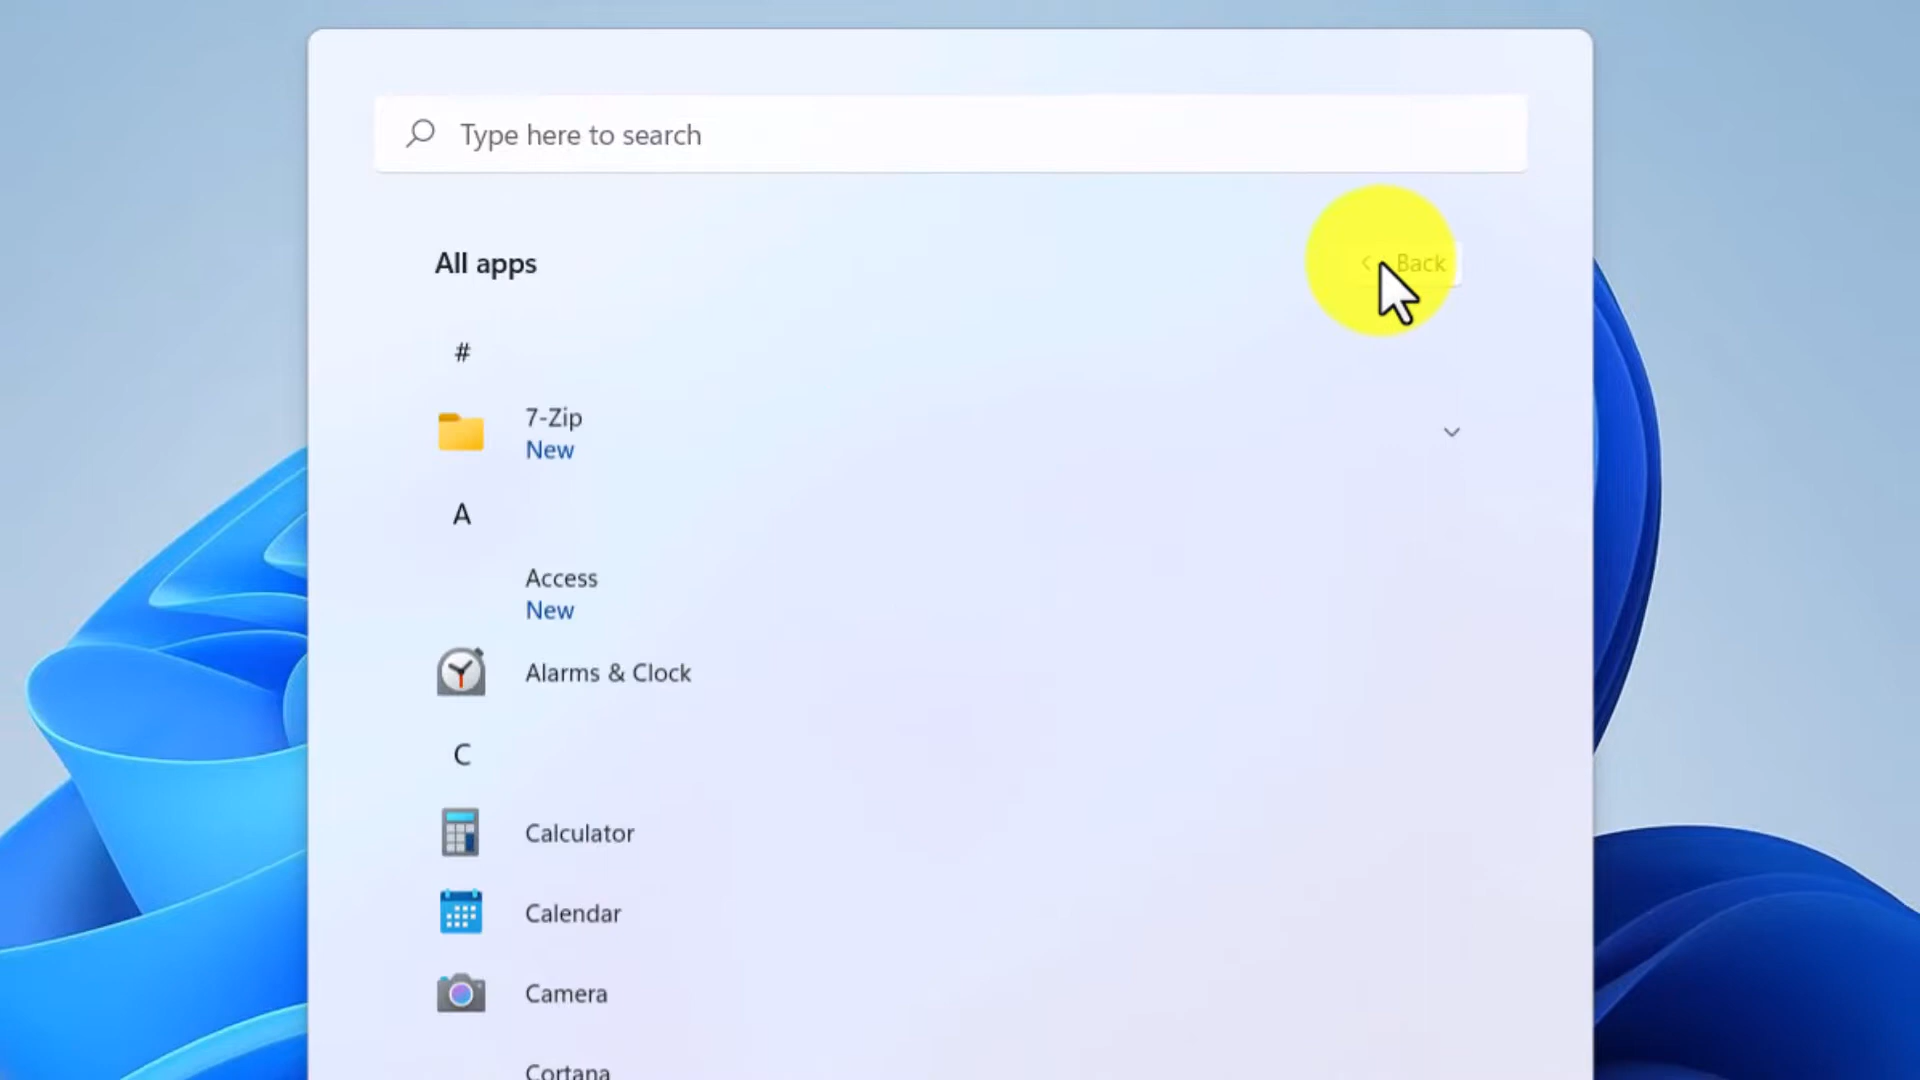 Type here to search
All apps
Back
#
7-Zip
New
A
Access
New
Alarms & Clock
C
Calculator
Calendar
Camera
Cortana